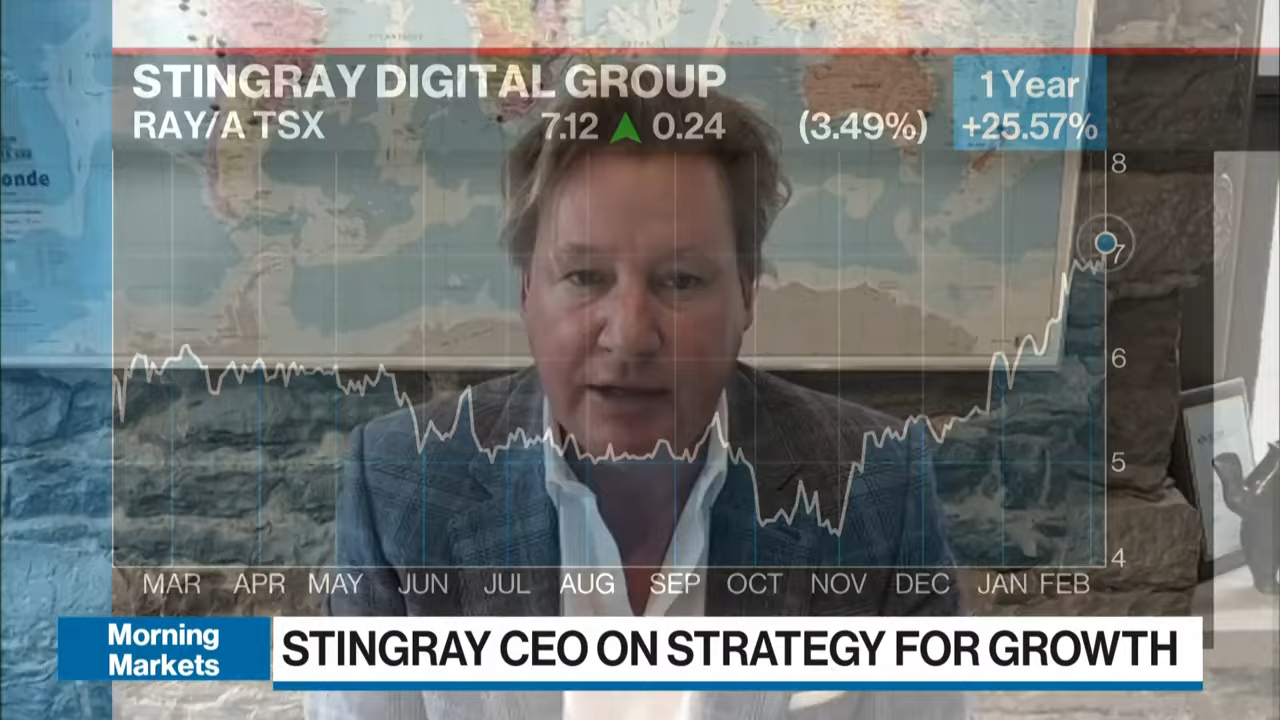 STINGRAY DIGITAL GROUP
1 Year
RAY/A TSX 7.12 0.24 (3.49%) +25.57%
8
onde
7
6
5
4
MAR APR MAY JUN JUL AUG SEP OCT NOV DEC JAN FEB
Morning
Markets
STINGRAY CEO ON STRATEGY FOR GROWTH